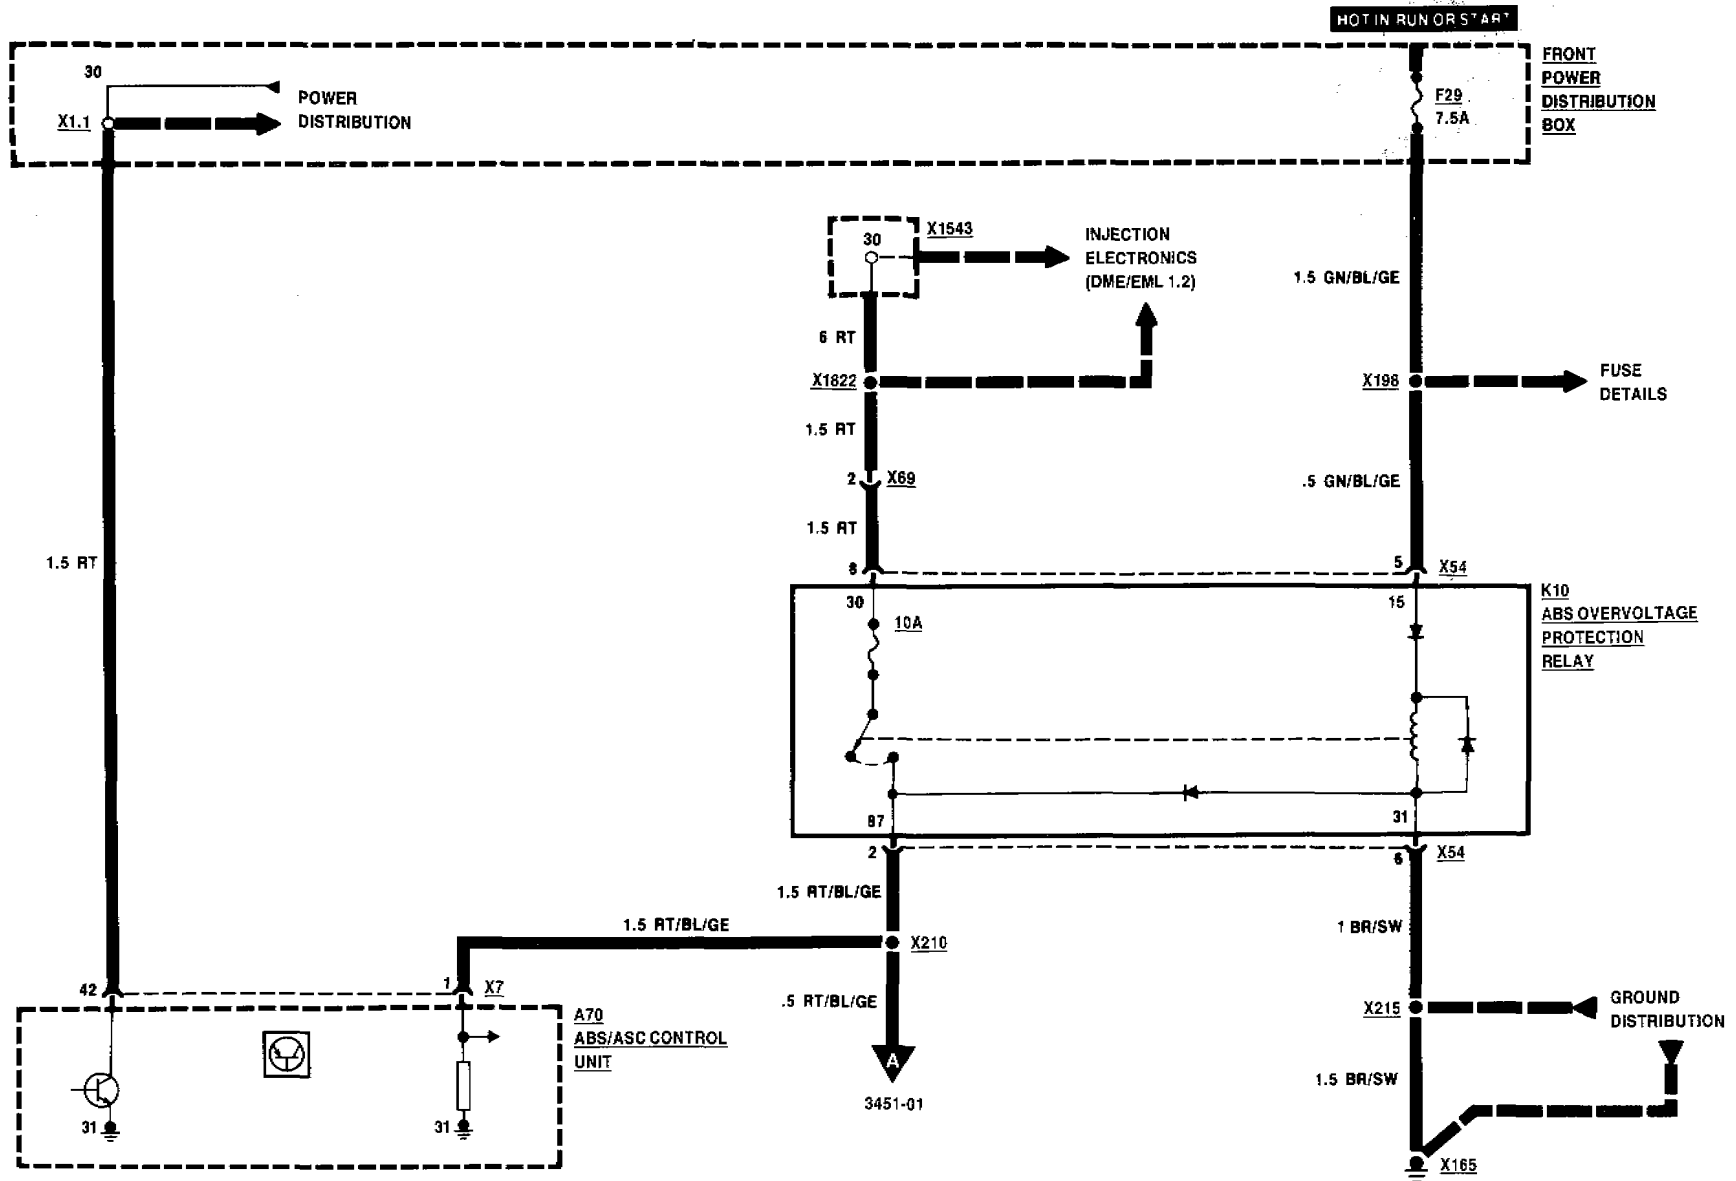 HOT IN RUN OR START
FRONT
POWER
DISTRIBUTION
BOX
30
POWER
DISTRIBUTION
X1.1
F29
7.5A
X1543
30
INJECTION
ELECTRONICS
(DME/EML 1.2)
1.5 GN/BL/GE
6 RT
X1822
X198
FUSE
DETAILS
1.5 RT
2
X69
.5 GN/BL/GE
1.5 RT
1.5 RT
8
5
X54
K10
ABS OVERVOLTAGE
PROTECTION
RELAY
30
10A
15
87
31
2
6
X54
1.5 RT/BL/GE
1.5 RT/BL/GE
X210
1 BR/SW
42
1
X7
.5 RT/BL/GE
X215
GROUND
DISTRIBUTION
A70
ABS/ASC CONTROL
UNIT
A
3451-01
1.5 BR/SW
31
31
X165